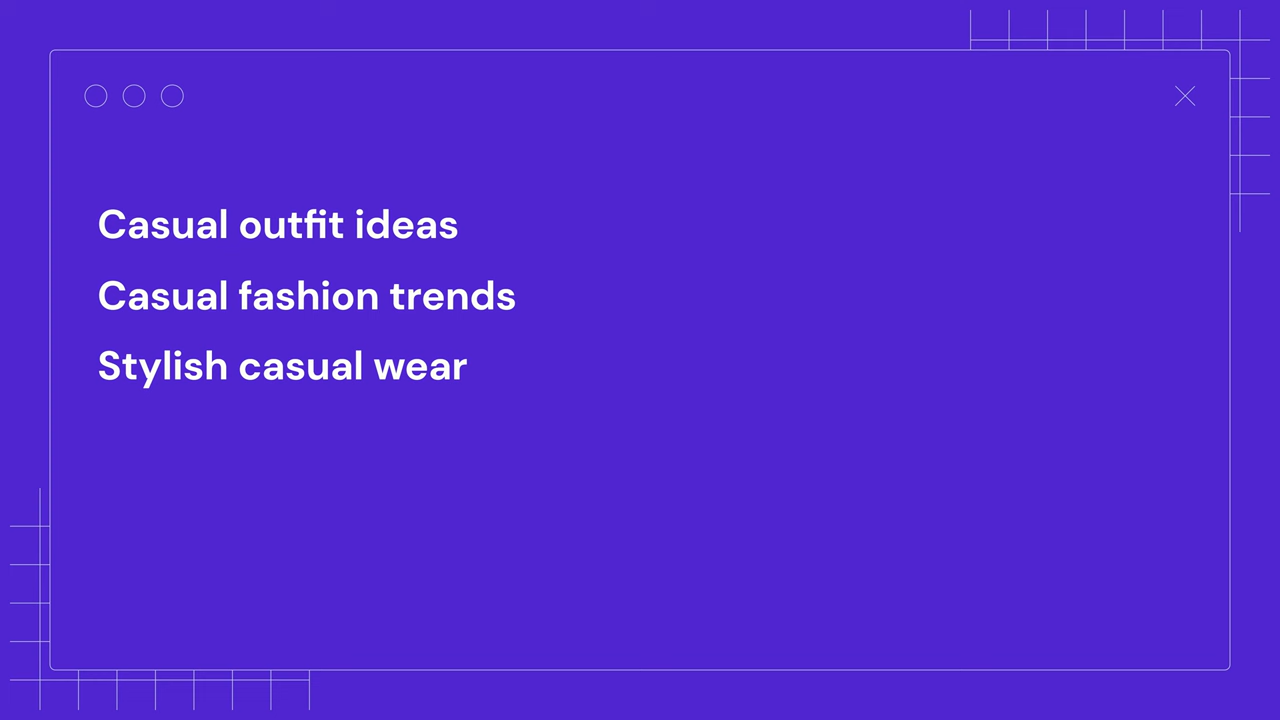 Casual outfit ideas
Casual fashion trends
Stylish casual wear